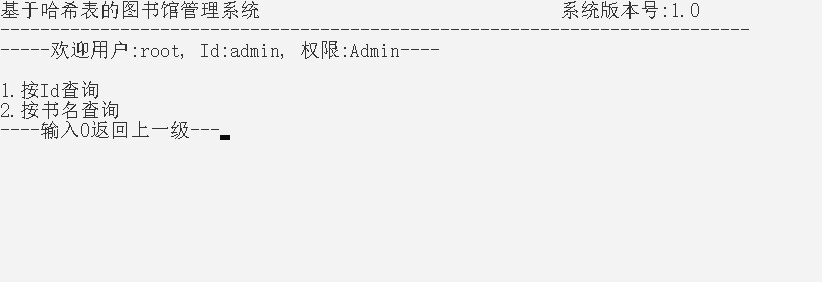 基于哈希表的图书馆管理系统 系统版本号:1.0
---------------------------------------------------------------------------
-----欢迎用户:root, Id:admin, 权限:Admin----
1.按Id查询
2.按书名查询
----输入0返回上一级---